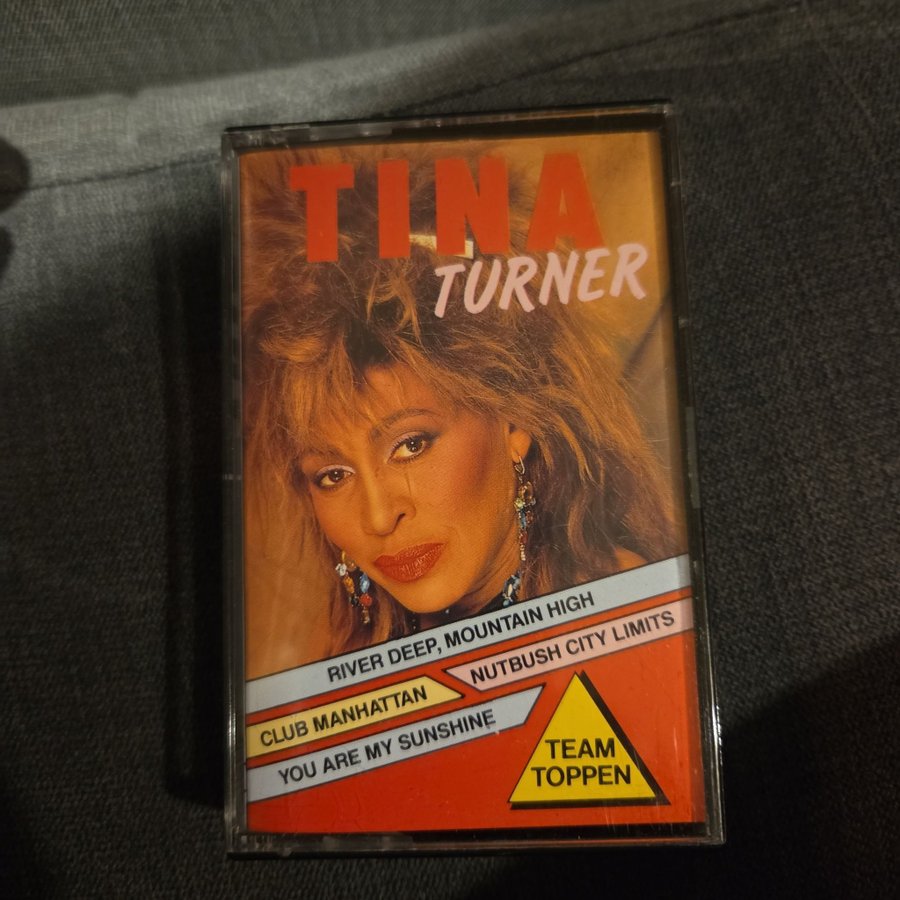 TINA
TURNER
RIVER DEEP, MOUNTAIN HIGH
NUTBUSH CITY LIMITS
CLUB MANHATTAN
YOU ARE MY SUNSHINE
TEAM
TOPPEN